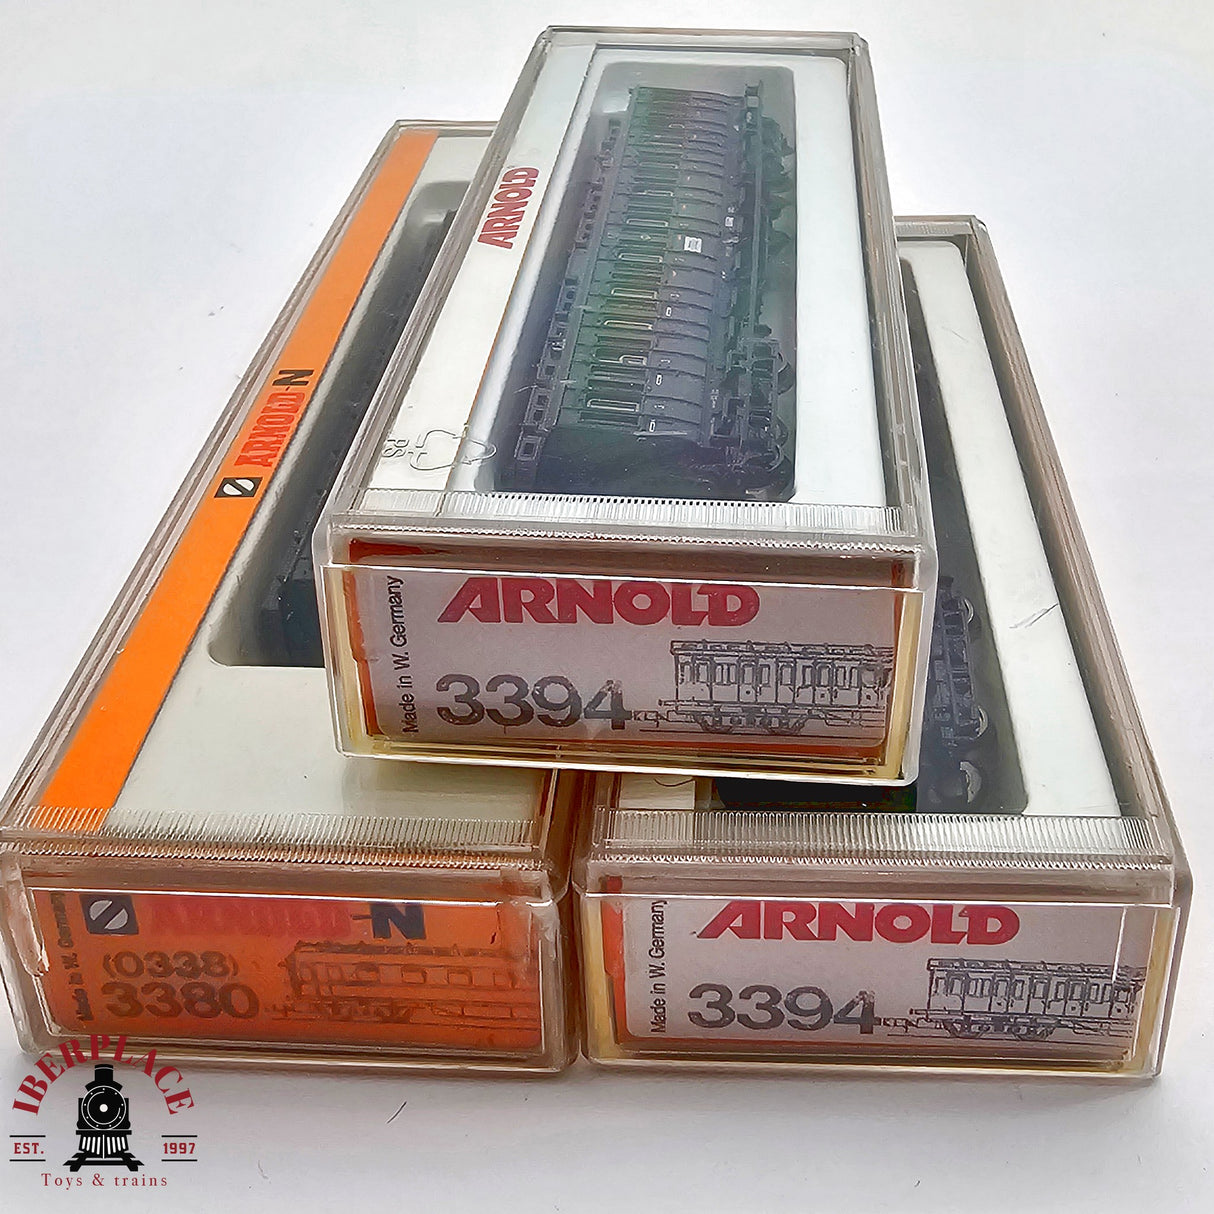 ARNOLD
PS
ARNOLD-N
Made in W. Germany
ARNOLD
3394
Made in W. Germany
ARNOLD-N
(0338)
3380
Made in W. Germany
ARNOLD
3394
IBERPLACE
EST. 1997
Toys & trains